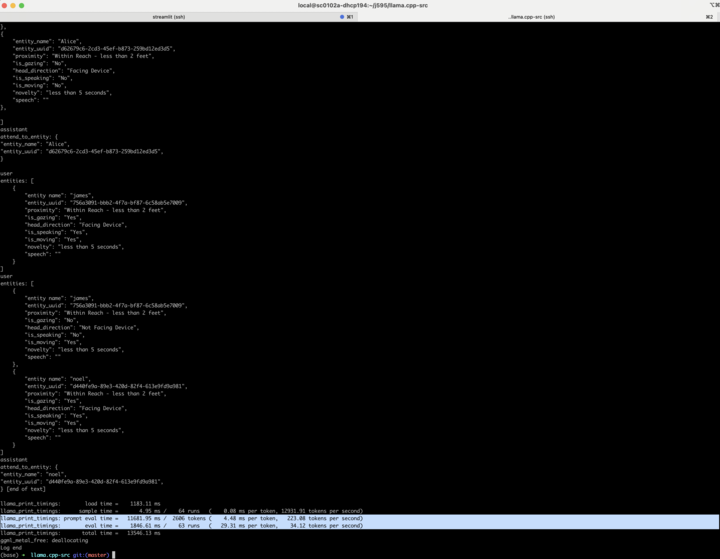 local@sc0102a-dhcp194:~/j595/llama.cpp-src
streamlit (ssh)
⌘1
..llama.cpp-src (ssh)
⌘2
},
{
"entity_name": "Alice",
"entity_uuid": "d62679c6-2cd3-45ef-b873-259bd12ed3d5",
"proximity": "Within Reach - less than 2 feet",
"is_gazing": "No",
"head_direction": "Facing Device",
"is_speaking": "No",
"is_moving": "No",
"novelty": "less than 5 seconds",
"speech": ""
},
]
assistant
attend_to_entity: {
"entity_name": "Alice",
"entity_uuid": "d62679c6-2cd3-45ef-b873-259bd12ed3d5",
}
user
entities: [
{
"entity name": "james",
"entity_uuid": "756a3091-bbb2-4f7a-bf87-6c58ab5e7009",
"proximity": "Within Reach - less than 2 feet",
"is_gazing": "Yes",
"head_direction": "Facing Device",
"is_speaking": "Yes",
"is_moving": "Yes",
"novelty": "less than 5 seconds",
"speech": ""
}
]
user
entities: [
{
"entity name": "james",
"entity_uuid": "756a3091-bbb2-4f7a-bf87-6c58ab5e7009",
"proximity": "Within Reach - less than 2 feet",
"is_gazing": "No",
"head_direction": "Not Facing Device",
"is_speaking": "No",
"is_moving": "Yes",
"novelty": "less than 5 seconds",
"speech": ""
},
{
"entity name": "noel",
"entity_uuid": "d440fe9a-89e3-420d-82f4-613e9fd9a981",
"proximity": "Within Reach - less than 2 feet",
"is_gazing": "Yes",
"head_direction": "Facing Device",
"is_speaking": "Yes",
"is_moving": "Yes",
"novelty": "less than 5 seconds",
"speech": ""
}
]
assistant
attend_to_entity: {
"entity_name": "noel",
"entity_uuid": "d440fe9a-89e3-420d-82f4-613e9fd9d981",
} [end of text]
llama_print_timings: load time = 1183.11 ms
llama_print_timings: sample time = 4.95 ms / 64 runs ( 0.08 ms per token, 12931.91 tokens per second)
llama_print_timings: prompt eval time = 11681.95 ms / 2606 tokens ( 4.48 ms per token, 223.08 tokens per second)
llama_print_timings: eval time = 1846.61 ms / 63 runs ( 29.31 ms per token, 34.12 tokens per second)
llama_print_timings: total time = 13546.13 ms
ggml_metal_free: deallocating
Log end
(base) ➜ llama.cpp-src git:(master)